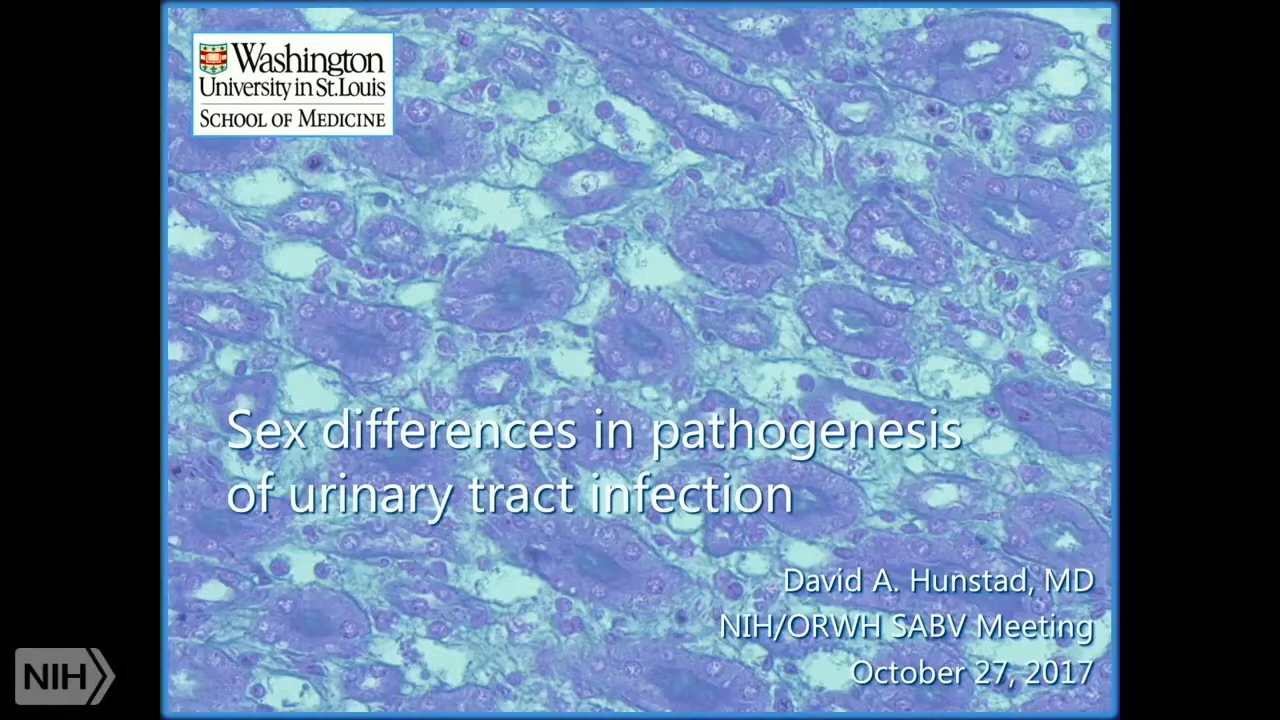 Washington
University in St. Louis
SCHOOL OF MEDICINE
Sex differences in pathogenesis
of urinary tract infection
David A. Hunstad, MD
NIH/ORWH SABV Meeting
October 27, 2017
NIH